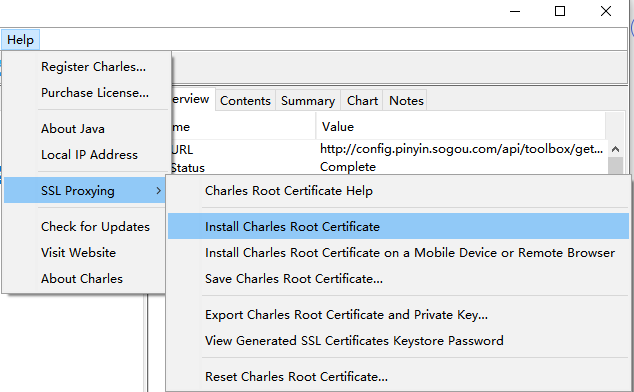 Help
Register Charles...
Purchase License...
About Java
Local IP Address
SSL Proxying
Check for Updates
Visit Website
About Charles
erview
Contents
Summary
Chart
Notes
me
Value
URL
http://config.pinyin.sogou.com/api/toolbox/get...
Status
Complete
Charles Root Certificate Help
Install Charles Root Certificate
Install Charles Root Certificate on a Mobile Device or Remote Browser
Save Charles Root Certificate...
Export Charles Root Certificate and Private Key...
View Generated SSL Certificates Keystore Password
Reset Charles Root Certificate...